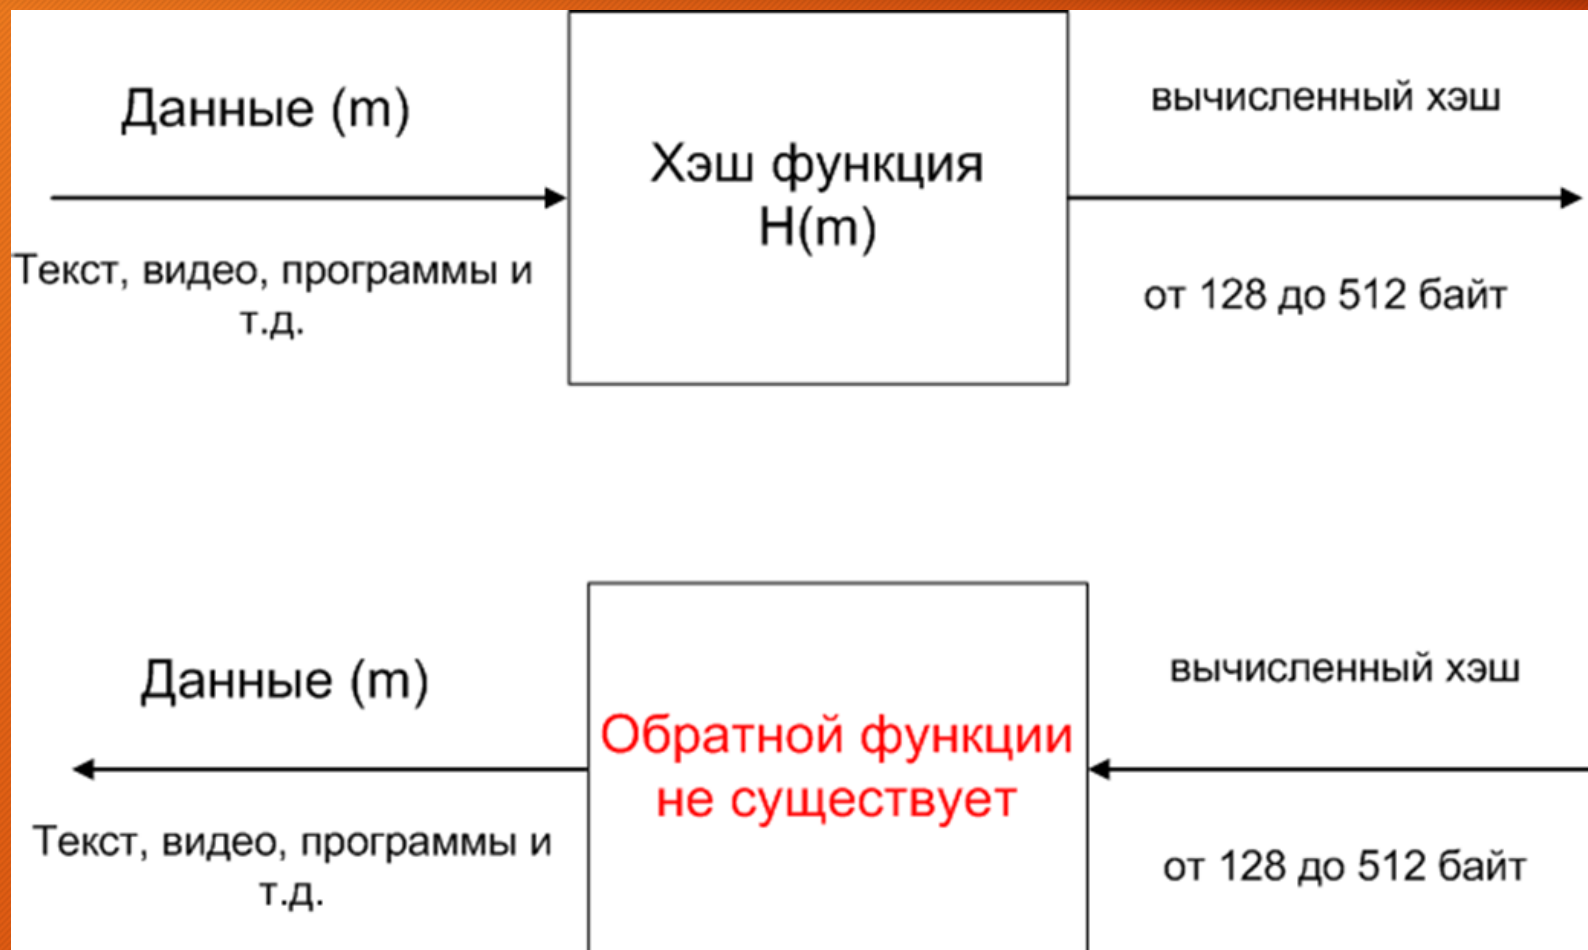 Данные (m)
Текст, видео, программы и
т.д.
Хэш функция
H(m)
вычисленный хэш
от 128 до 512 байт
Данные (m)
Текст, видео, программы и
т.д.
Обратной функции
не существует
вычисленный хэш
от 128 до 512 байт